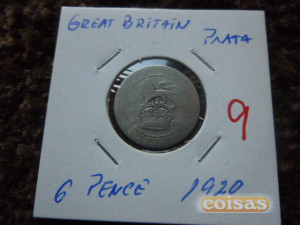 GREAT BRITAIN
PRATA
9
6 PENCE 1920
coisas